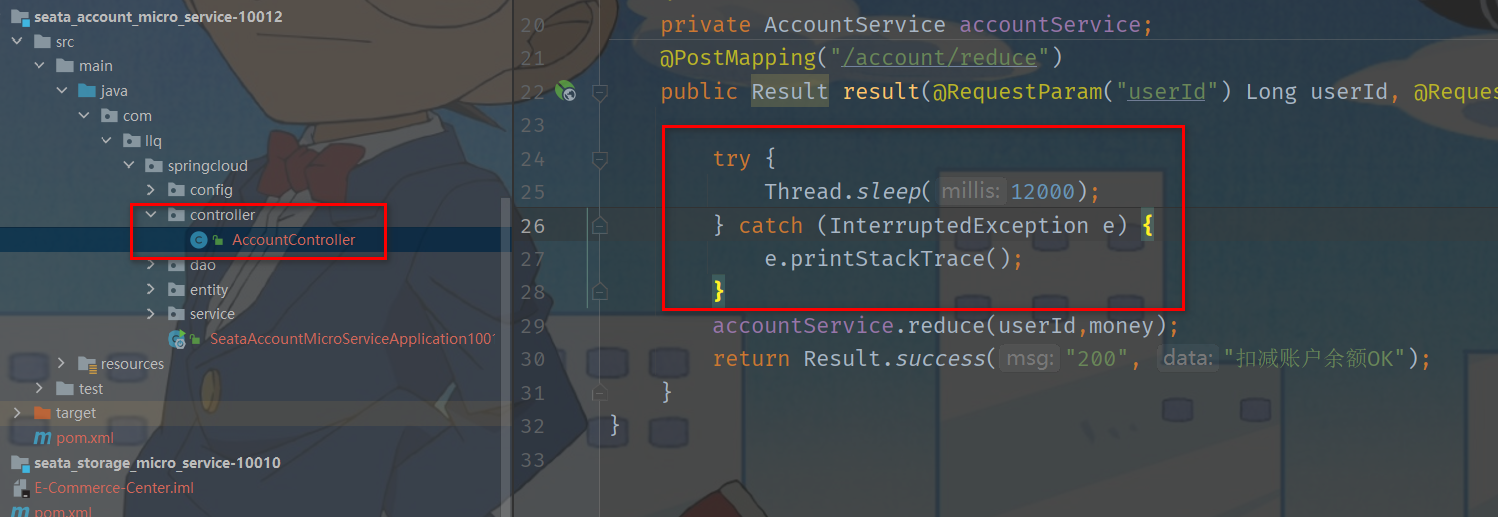 seata_account_micro_service-10012
src
main
java
com
llq
springcloud
config
controller
AccountController
dao
entity
service
SeataAccountMicroServiceApplication1001
resources
test
target
pom.xml
seata_storage_micro_service-10010
E-Commerce-Center.iml
pom.xml
20 private AccountService accountService;
21 @PostMapping("/account/reduce")
22 public Result result(@RequestParam("userId") Long userId, @Reque
23
24 try {
25 Thread.sleep( millis: 12000);
26 } catch (InterruptedException e) {
27 e.printStackTrace();
28 }
29 accountService.reduce(userId,money);
30 return Result.success( msg: "200", data: "扣减账户余额OK");
31 }
32 }
33